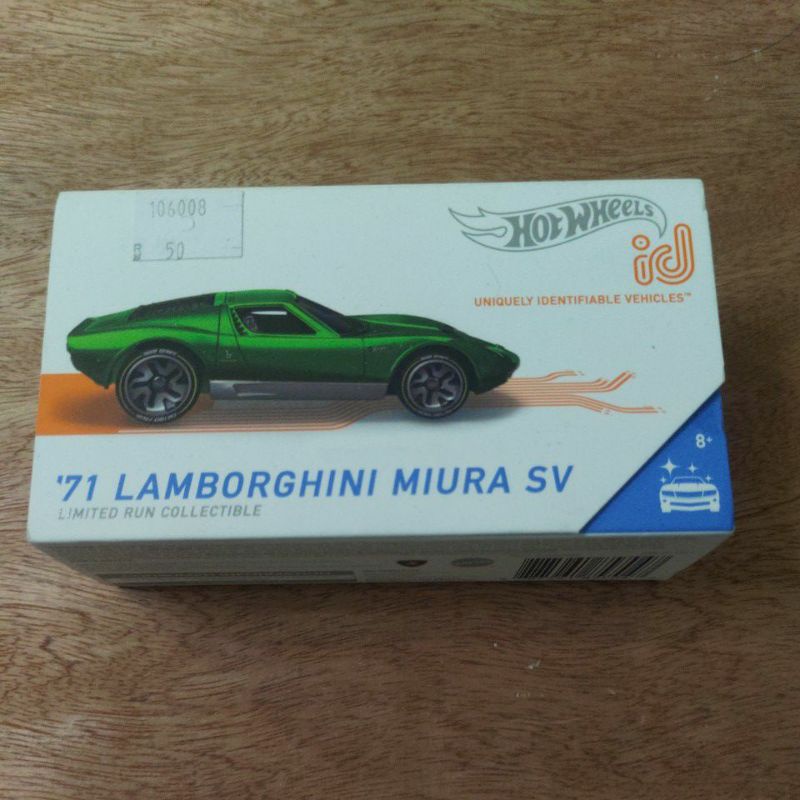 106008
50
HOT WHEELS
id
UNIQUELY IDENTIFIABLE VEHICLES™
8+
'71 LAMBORGHINI MIURA SV
LIMITED RUN COLLECTIBLE